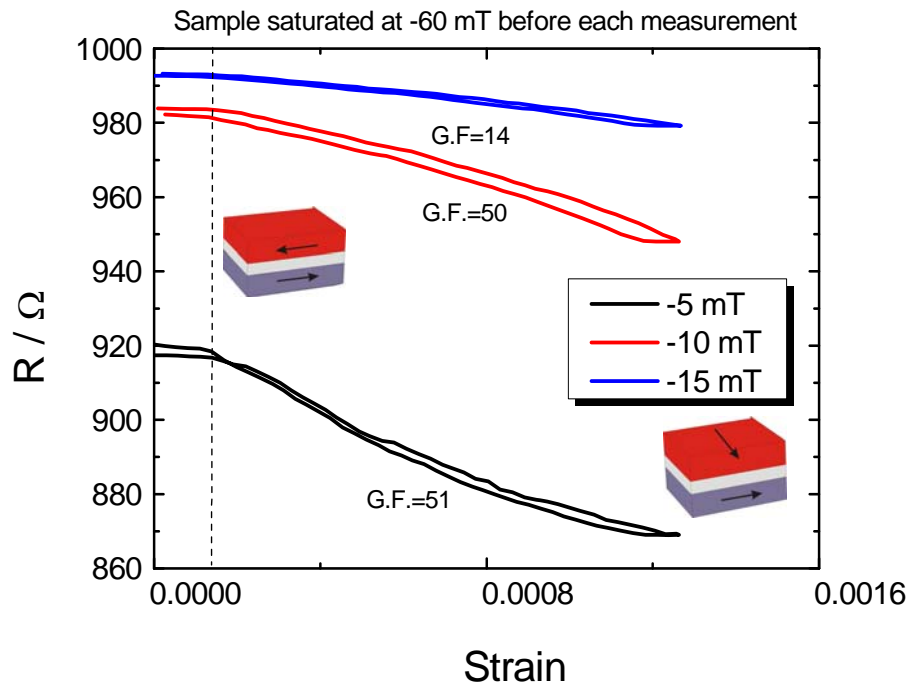 Sample saturated at -60 mT before each measurement
1000
980
960
940
920
900
880
860
R / Ω
G.F=14
G.F.=50
G.F.=51
-5 mT
-10 mT
-15 mT
0.0000
0.0008
0.0016
Strain